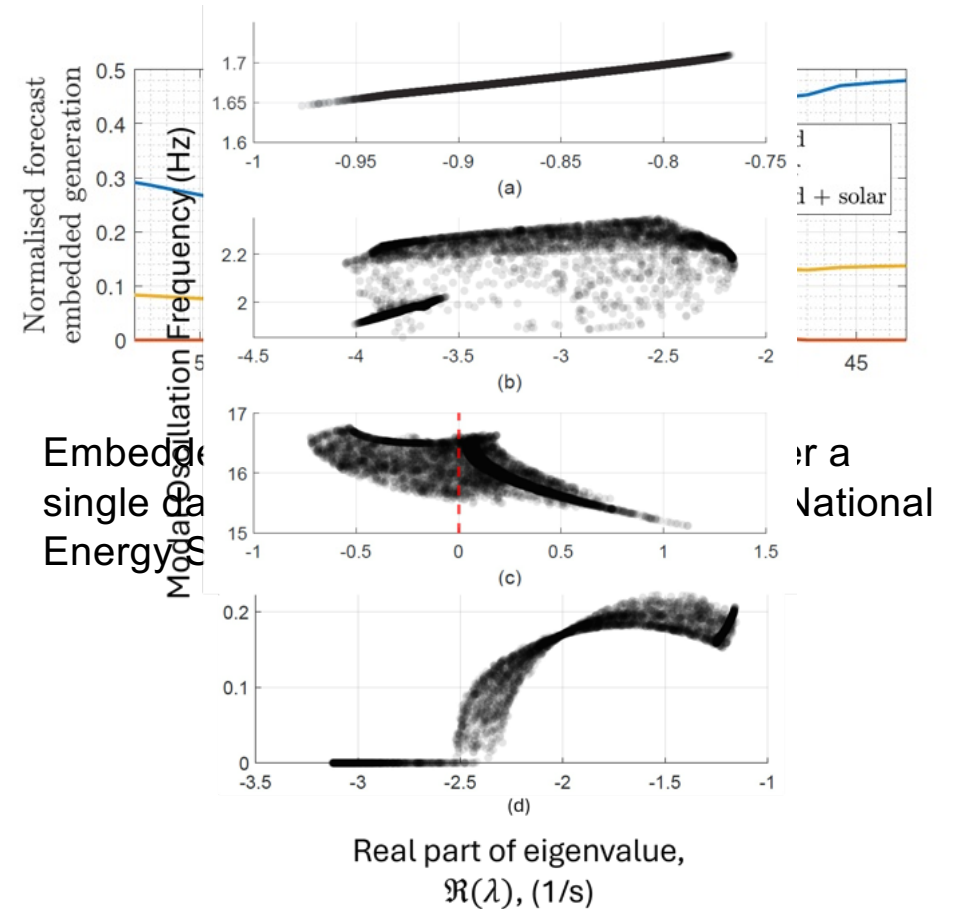 Normalised forecast
embedded generation
0.5
0.4
0.3
0.2
0.1
0
5
45
+ solar
Modal Oscillation Frequency (Hz)
1.7
1.65
1.6
-1 -0.95 -0.9 -0.85 -0.8 -0.75
(a)
2.2
2
-4.5 -4 -3.5 -3 -2.5 -2
(b)
17
16
15
-1 -0.5 0 0.5 1 1.5
(c)
0.2
0.1
0
-3.5 -3 -2.5 -2 -1.5 -1
(d)
Real part of eigenvalue,
ℜ(λ), (1/s)
a
single National
Energy